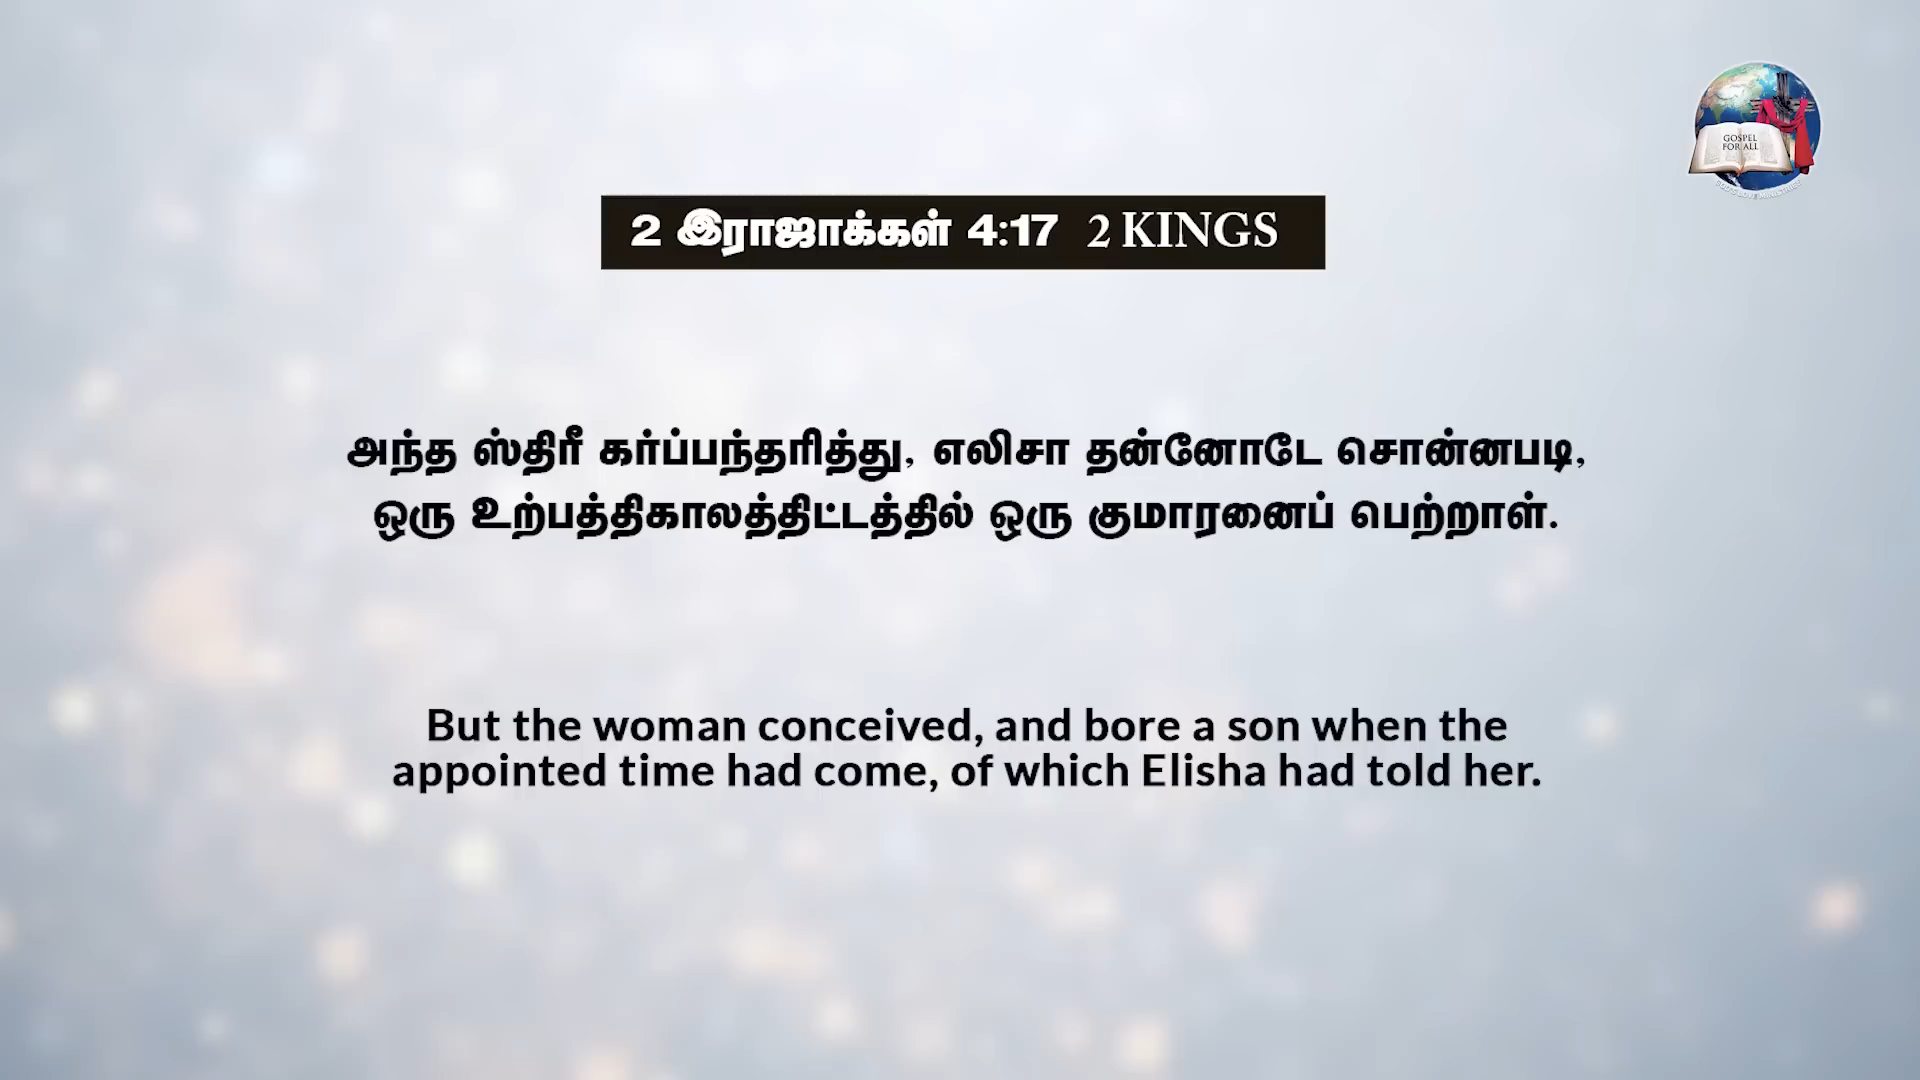 GOSPEL
FOR ALL
2 இராஜாக்கள் 4:17 2 KINGS
அந்த ஸ்திரீ கர்ப்பந்தரித்து, எலிசா தன்னோடே சொன்னபடி,
ஒரு உற்பத்திகாலத்திட்டத்தில் ஒரு குமாரனைப் பெற்றாள்.
But the woman conceived, and bore a son when the
appointed time had come, of which Elisha had told her.